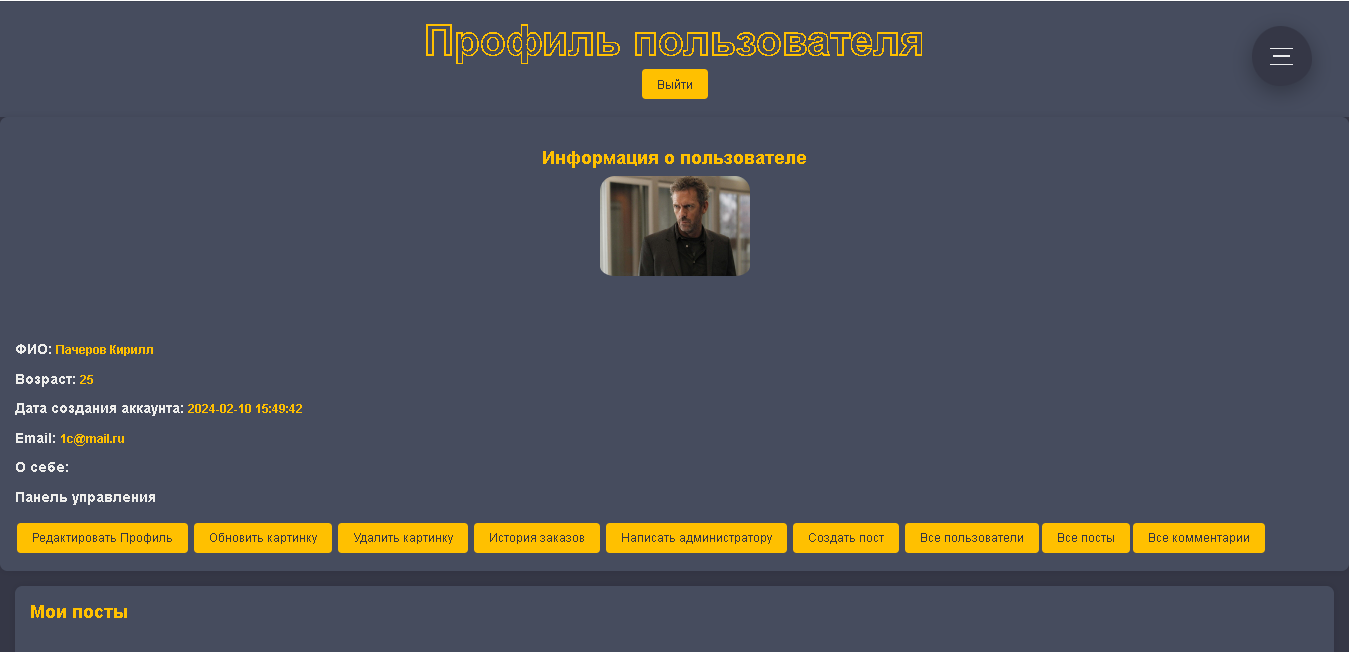 Профиль пользователя
Выйти
Информация о пользователе
ФИО: Пачеров Кирилл
Возраст: 25
Дата создания аккаунта: 2024-02-10 15:49:42
Email: 1c@mail.ru
О себе:
Панель управления
Редактировать Профиль Обновить картинку Удалить картинку История заказов Написать администратору Создать пост Все пользователи Все посты Все комментарии
Мои посты